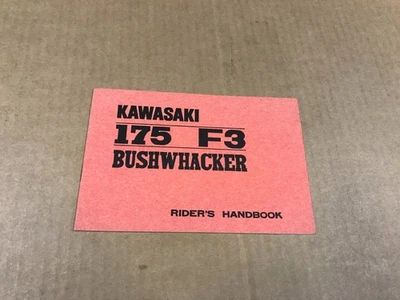 KAWASAKI
175 F3
BUSHWHACKER
RIDER'S HANDBOOK